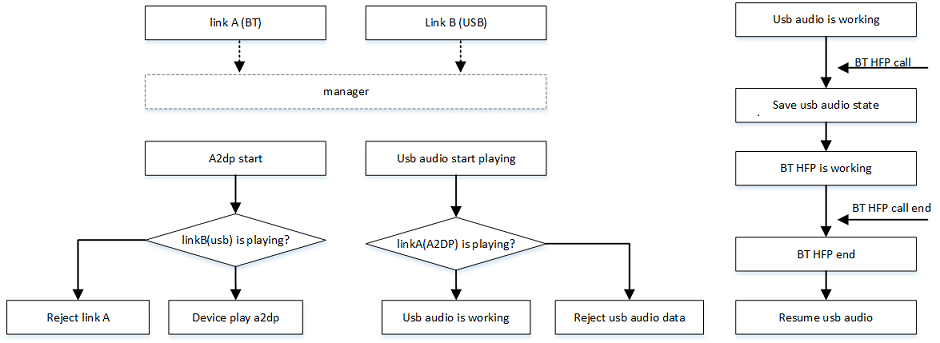 link A (BT)
Link B (USB)
manager
A2dp start
Usb audio start playing
linkB(usb) is playing?
linkA(A2DP) is playing?
Reject link A
Device play a2dp
Usb audio is working
Reject usb audio data
Usb audio is working
BT HFP call
Save usb audio state
BT HFP is working
BT HFP call end
BT HFP end
Resume usb audio